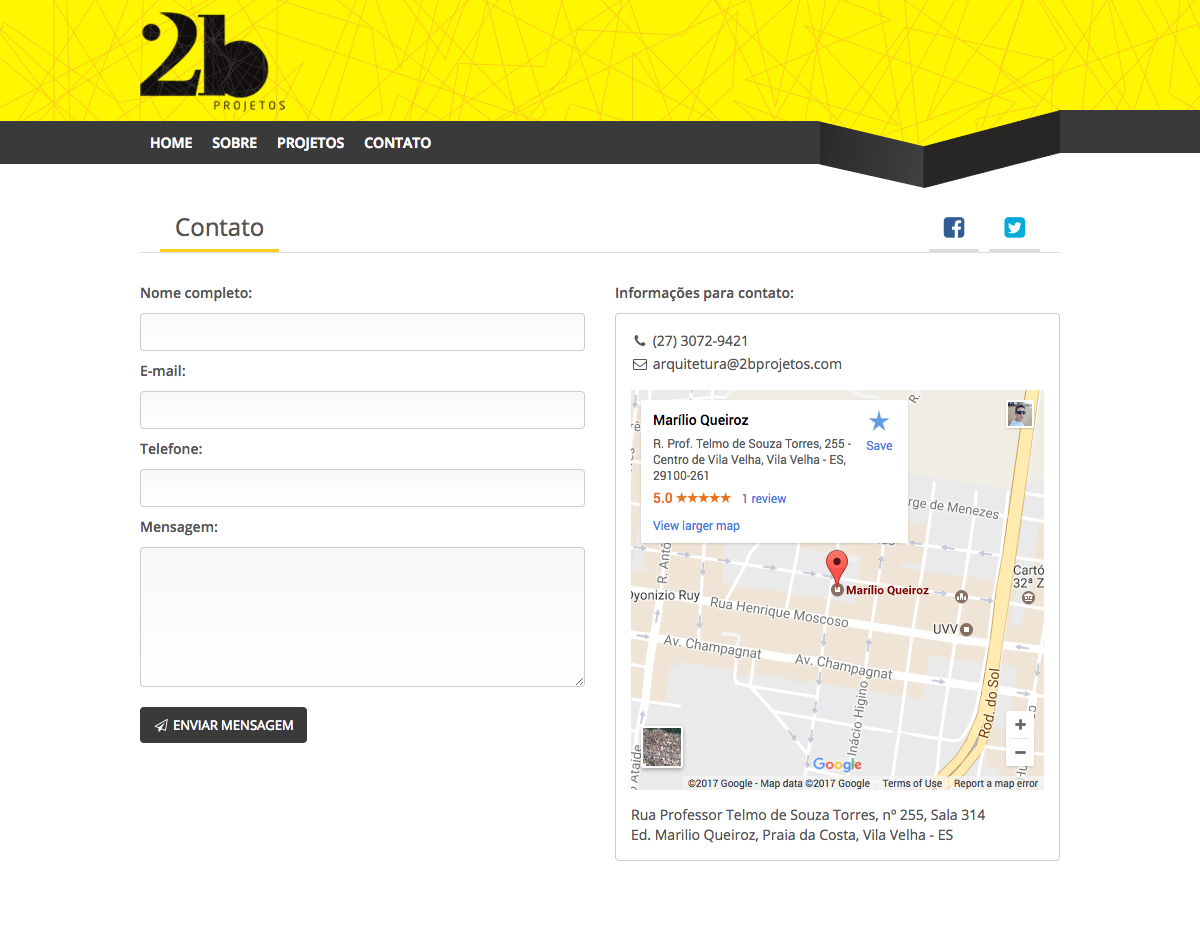 2b
PROJETOS
HOME
SOBRE
PROJETOS
CONTATO
Contato
Nome completo:
E-mail:
Telefone:
Mensagem:
ENVIAR MENSAGEM
Informações para contato:
(27) 3072-9421
arquitetura@2bprojetos.com
Marílio Queiroz
Save
R. Prof. Telmo de Souza Torres, 255 -
Centro de Vila Velha, Vila Velha - ES,
29100-261
5.0 ★★★★★ 1 review
View larger map
R.
rge de Menezes
R. Antô
Cartó
32ª Z
Marílio Queiroz
Dyonizio Ruy
Rua Henrique Moscoso
UVV
Av. Champagnat
Av. Champagnat
Inácio Higino
Rod. do Sol
Ataíde
+
−
Google
©2017 Google - Map data ©2017 Google
Terms of Use
Report a map error
Rua Professor Telmo de Souza Torres, nº 255, Sala 314
Ed. Marilio Queiroz, Praia da Costa, Vila Velha - ES